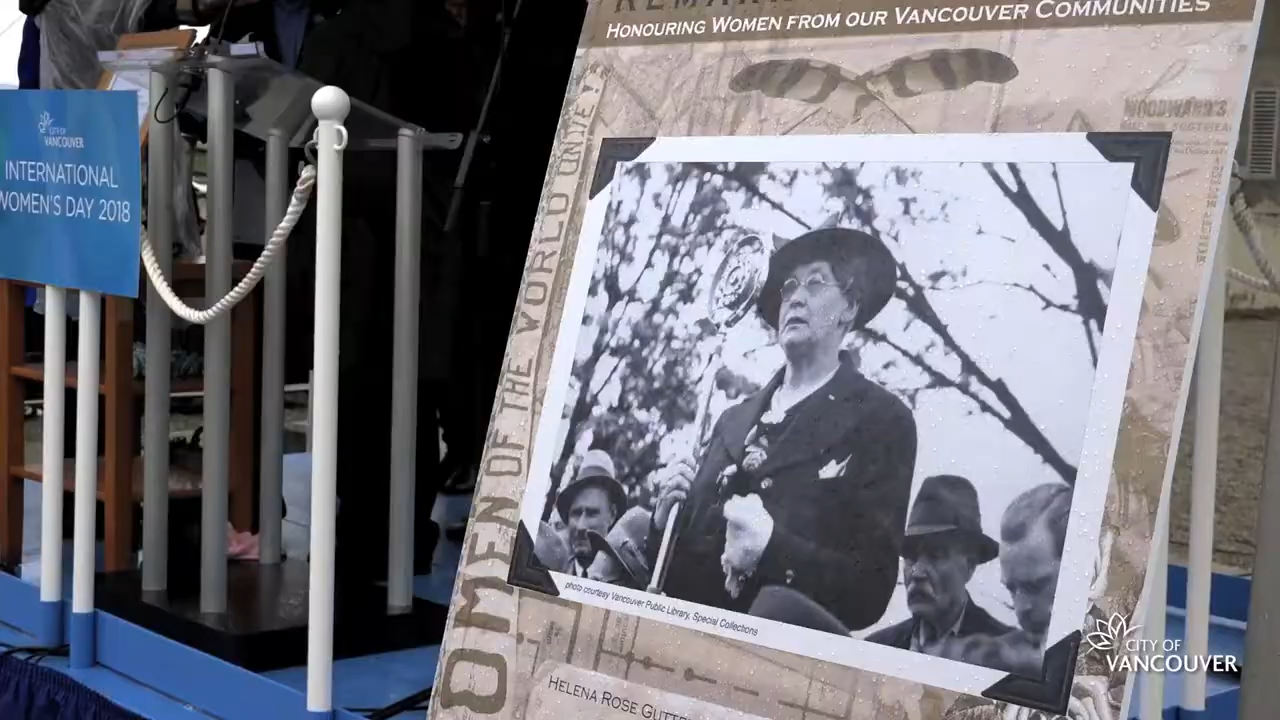 CITY OF
VANCOUVER
INTERNATIONAL
WOMEN'S DAY 2018
HONOURING WOMEN FROM OUR VANCOUVER COMMUNITIES
WOODWARD'S
OMEN OF THE WORLD UNITE!
photo courtesy Vancouver Public Library, Special Collections
HELENA ROSE GUTTE
CITY OF
VANCOUVER